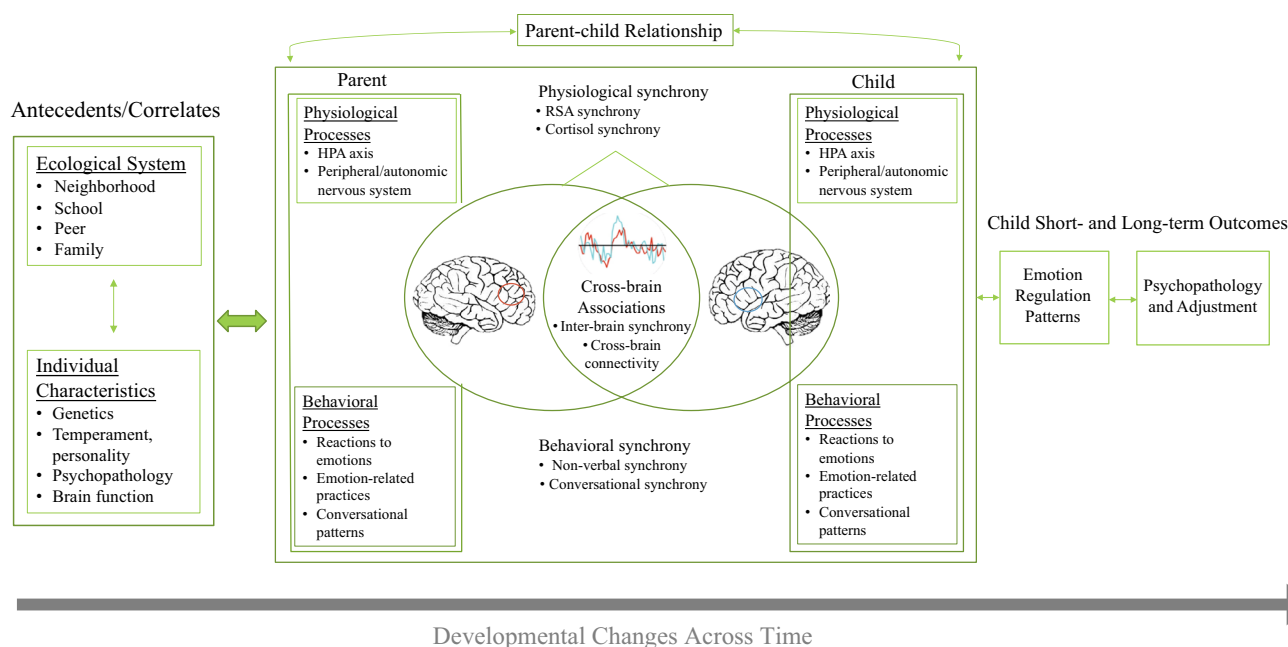 Parent-child Relationship
Antecedents/Correlates
Ecological System
• Neighborhood
• School
• Peer
• Family
Individual
Characteristics
• Genetics
• Temperament,
personality
• Psychopathology
• Brain function
Parent
Physiological
Processes
• HPA axis
• Peripheral/autonomic
nervous system
Behavioral
Processes
• Reactions to
emotions
• Emotion-related
practices
• Conversational
patterns
Physiological synchrony
• RSA synchrony
• Cortisol synchrony
Cross-brain
Associations
• Inter-brain synchrony
• Cross-brain
connectivity
Behavioral synchrony
• Non-verbal synchrony
• Conversational synchrony
Child
Physiological
Processes
• HPA axis
• Peripheral/autonomic
nervous system
Behavioral
Processes
• Reactions to
emotions
• Emotion-related
practices
• Conversational
patterns
Child Short- and Long-term Outcomes
Emotion
Regulation
Patterns
Psychopathology
and Adjustment
Developmental Changes Across Time